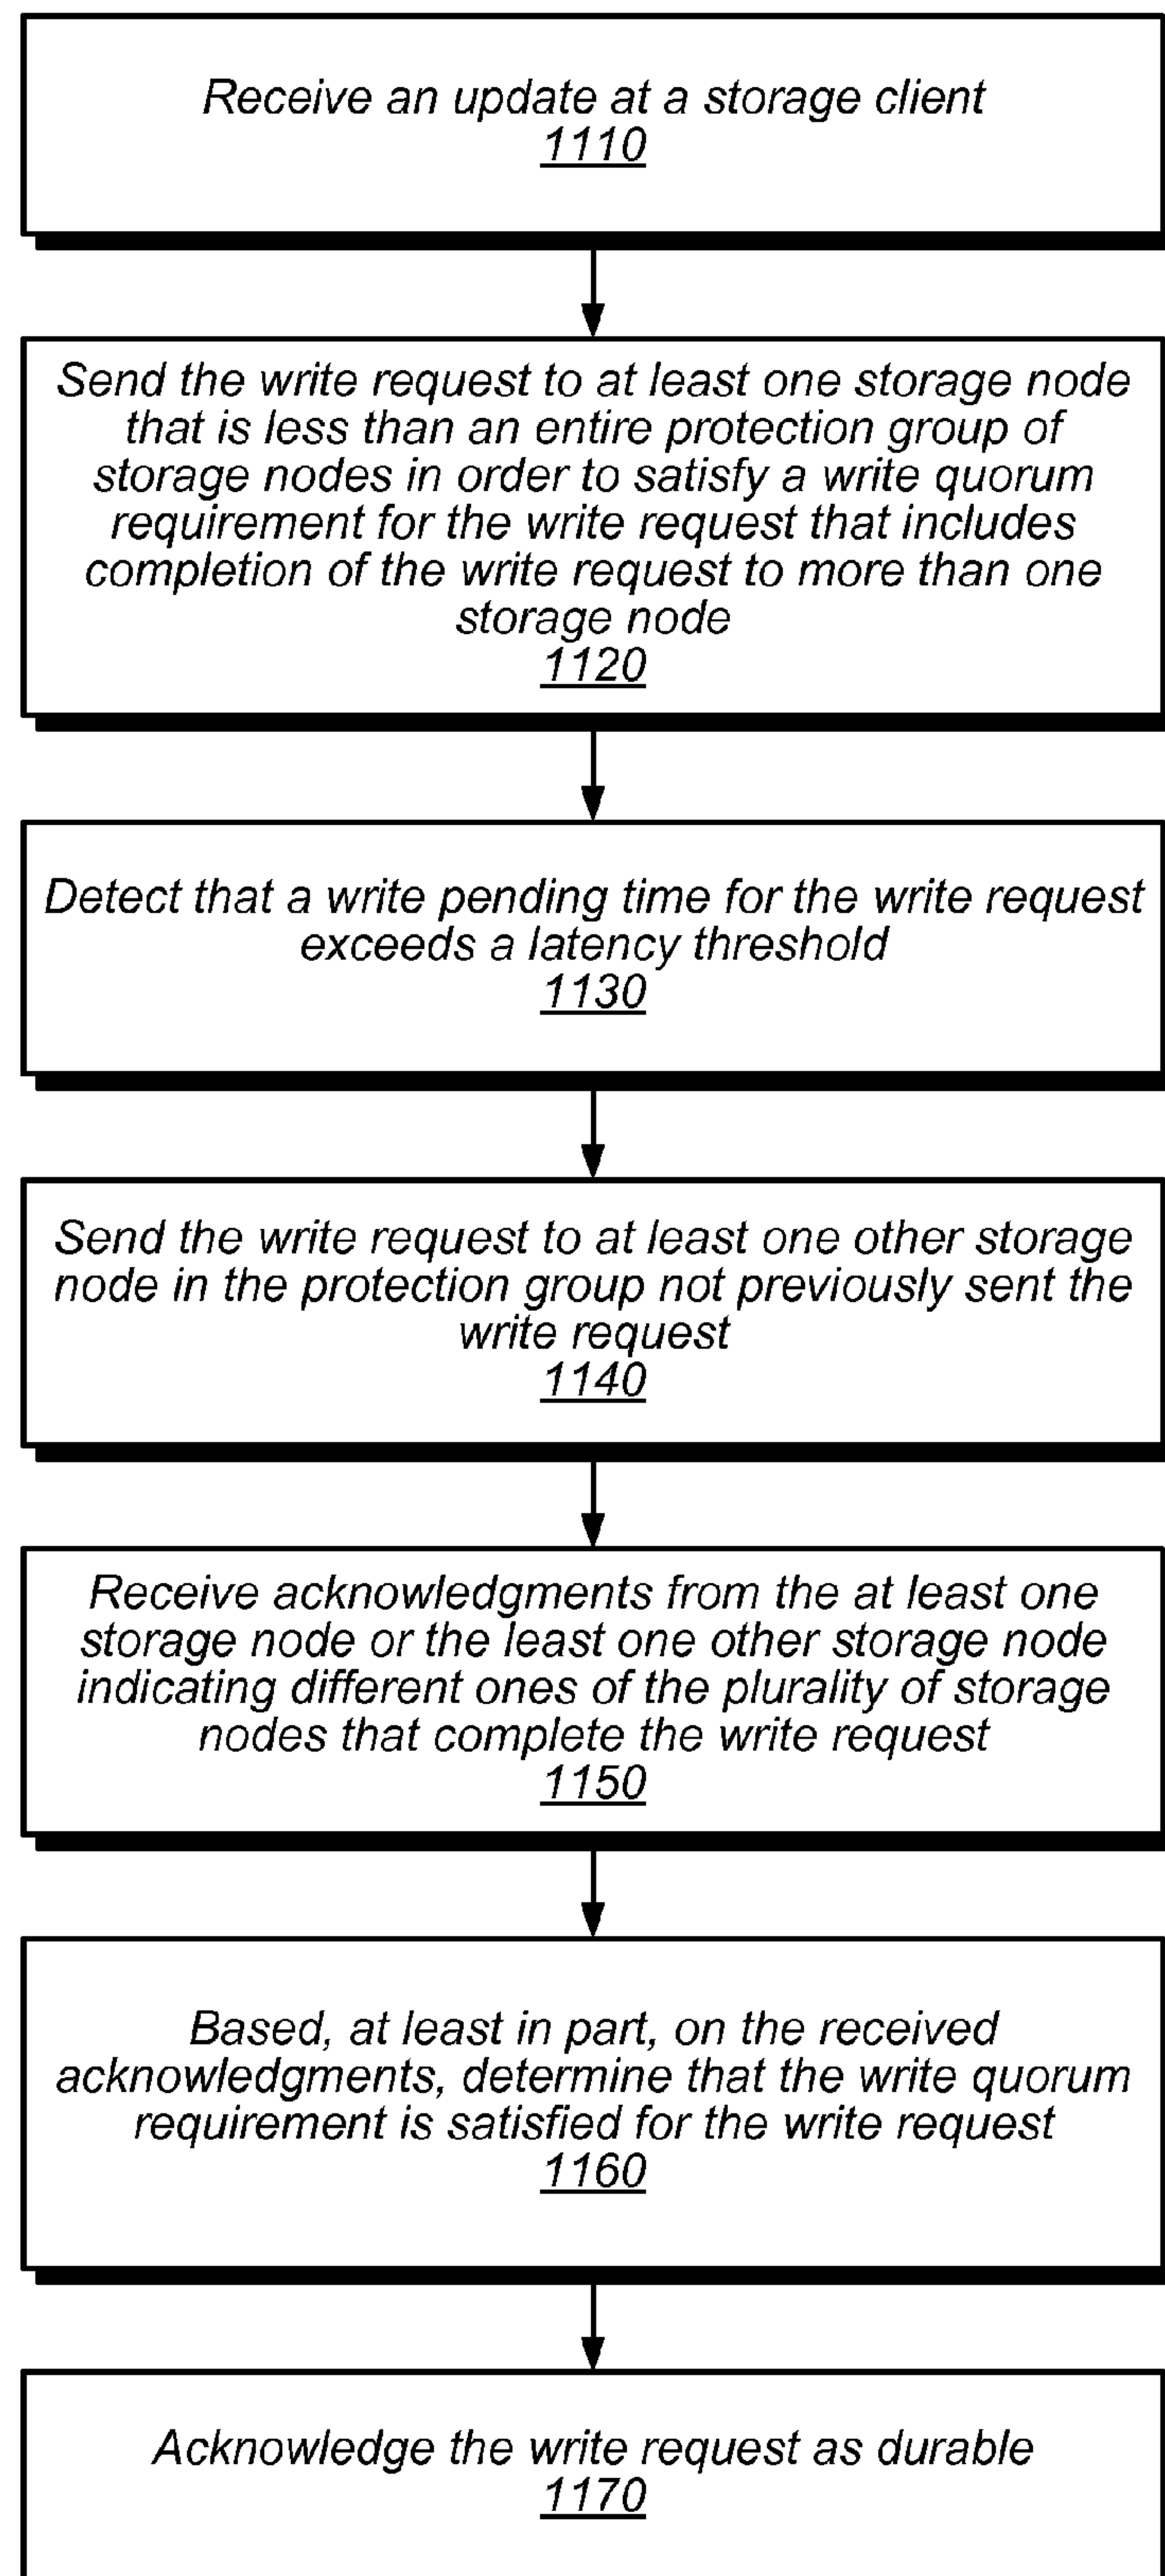 Receive an update at a storage client
1110
Send the write request to at least one storage node
that is less than an entire protection group of
storage nodes in order to satisfy a write quorum
requirement for the write request that includes
completion of the write request to more than one
storage node
1120
Detect that a write pending time for the write request
exceeds a latency threshold
1130
Send the write request to at least one other storage
node in the protection group not previously sent the
write request
1140
Receive acknowledgments from the at least one
storage node or the least one other storage node
indicating different ones of the plurality of storage
nodes that complete the write request
1150
Based, at least in part, on the received
acknowledgments, determine that the write quorum
requirement is satisfied for the write request
1160
Acknowledge the write request as durable
1170